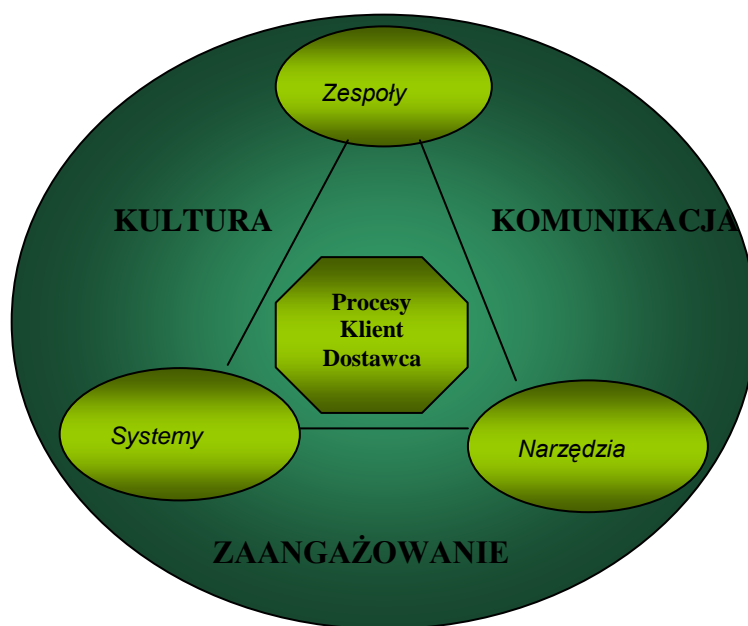 Zespoły
KULTURA
KOMUNIKACJA
Procesy
Klient
Dostawca
Systemy
Narzędzia
ZAANGAŻOWANIE